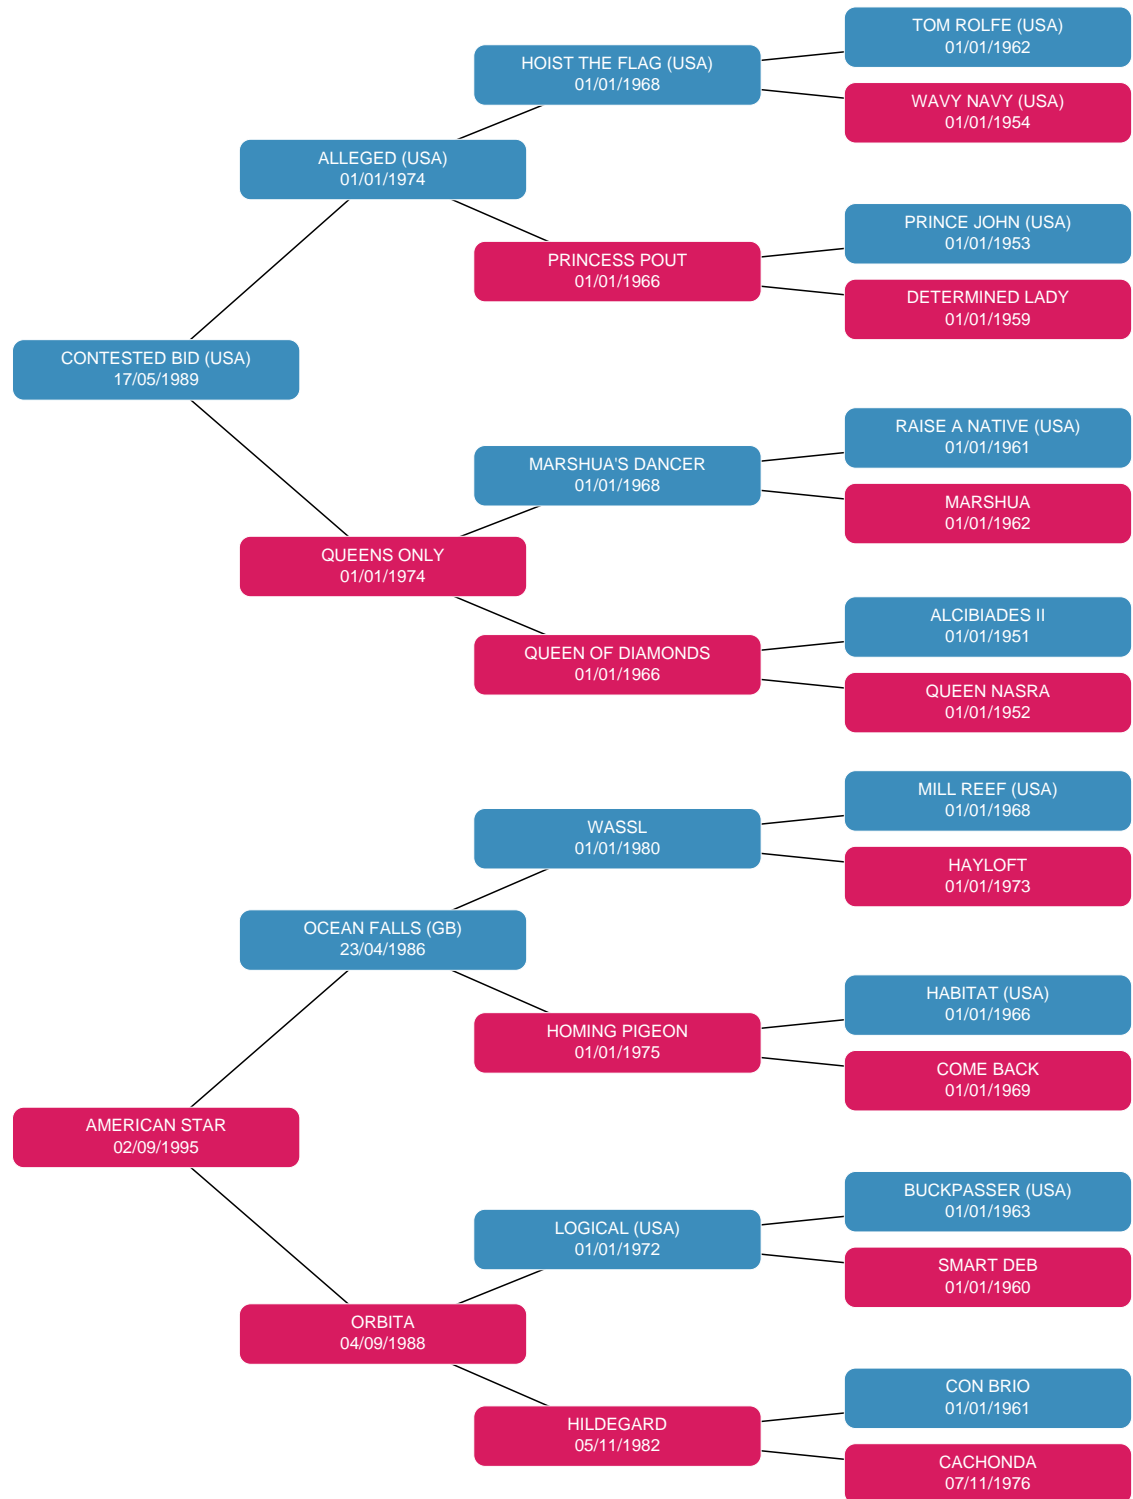 TOM ROLFE (USA)
01/01/1962
HOIST THE FLAG (USA)
01/01/1968
WAVY NAVY (USA)
01/01/1954
ALLEGED (USA)
01/01/1974
PRINCE JOHN (USA)
01/01/1953
PRINCESS POUT
01/01/1966
DETERMINED LADY
01/01/1959
CONTESTED BID (USA)
17/05/1989
RAISE A NATIVE (USA)
01/01/1961
MARSHUA'S DANCER
01/01/1968
MARSHUA
01/01/1962
QUEENS ONLY
01/01/1974
ALCIBIADES II
01/01/1951
QUEEN OF DIAMONDS
01/01/1966
QUEEN NASRA
01/01/1952
MILL REEF (USA)
01/01/1968
WASSL
01/01/1980
HAYLOFT
01/01/1973
OCEAN FALLS (GB)
23/04/1986
HABITAT (USA)
01/01/1966
HOMING PIGEON
01/01/1975
COME BACK
01/01/1969
AMERICAN STAR
02/09/1995
BUCKPASSER (USA)
01/01/1963
LOGICAL (USA)
01/01/1972
SMART DEB
01/01/1960
ORBITA
04/09/1988
CON BRIO
01/01/1961
HILDEGARD
05/11/1982
CACHONDA
07/11/1976